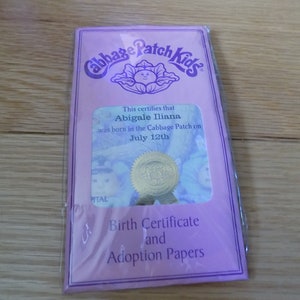 Cabbage Patch Kids
This certifies that
Abigale Iliana
was born in the Cabbage Patch on
July 12th
PITAL
Birth Certificate
and
Adoption Papers